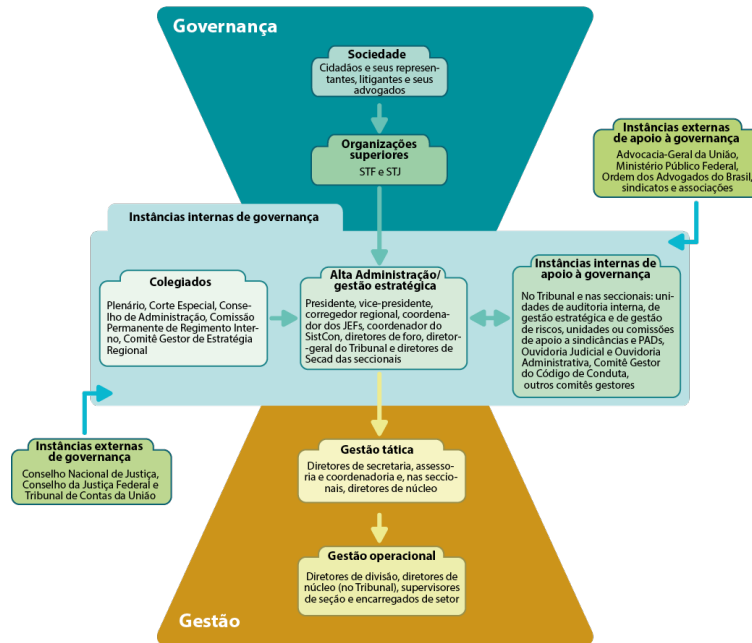 Governança
Sociedade
Cidadãos e seus represen-
tantes, litigantes e seus
advogados
Organizações
superiores
STF e STJ
Instâncias externas
de apoio à governança
Advocacia-Geral da União,
Ministério Público Federal,
Ordem dos Advogados do Brasil,
sindicatos e associações
Instâncias internas de governança
Colegiados
Plenário, Corte Especial, Conse-
lho de Administração, Comissão
Permanente de Regimento Inter-
no, Comitê Gestor de Estratégia
Regional
Alta Administração/
gestão estratégica
Presidente, vice-presidente,
corregedor regional, coordena-
dor dos JEFs, coordenador do
SistCon, diretores de foro, diretor-
geral do Tribunal e diretores de
Secad das seccionais
Instâncias internas de
apoio à governança
No Tribunal e nas seccionais: uni-
dades de auditoria interna, de
gestão estratégica e de gestão
de riscos, unidades ou comissões
de apoio a sindicâncias e PADs,
Ouvidoria Judicial e Ouvidoria
Administrativa, Comitê Gestor
do Código de Conduta,
outros comitês gestores
Instâncias externas
de governança
Conselho Nacional de Justiça,
Conselho da Justiça Federal e
Tribunal de Contas da União
Gestão tática
Diretores de secretaria, assesso-
ria e coordenadoria e, nas seccio-
nais, diretores de núcleo
Gestão operacional
Diretores de divisão, diretores de
núcleo (no Tribunal), supervisores
de seção e encarregados de setor
Gestão